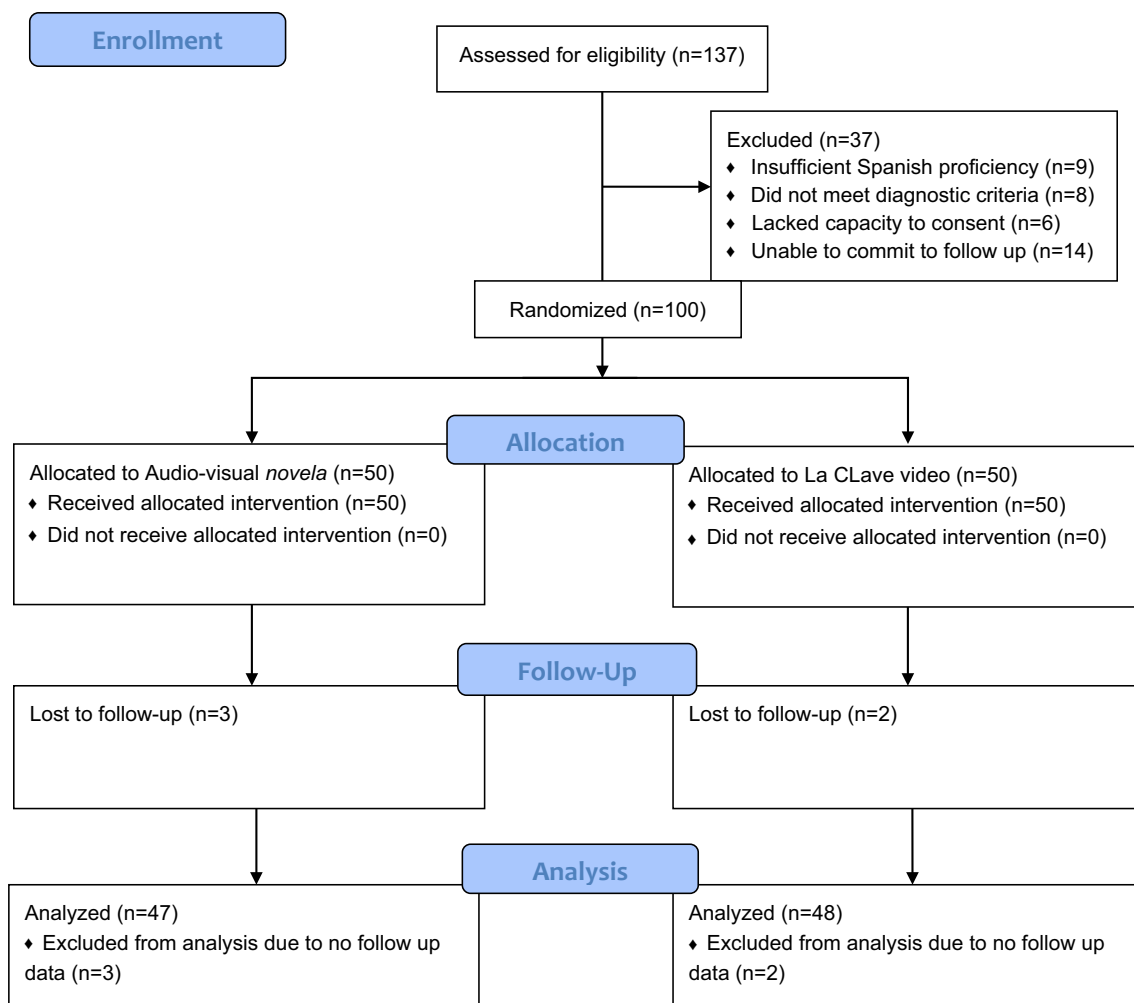 Enrollment
Assessed for eligibility (n=137)
Excluded (n=37)
♦ Insufficient Spanish proficiency (n=9)
♦ Did not meet diagnostic criteria (n=8)
♦ Lacked capacity to consent (n=6)
♦ Unable to commit to follow up (n=14)
Randomized (n=100)
Allocation
Allocated to Audio-visual novela (n=50)
♦ Received allocated intervention (n=50)
♦ Did not receive allocated intervention (n=0)
Allocated to La CLave video (n=50)
♦ Received allocated intervention (n=50)
♦ Did not receive allocated intervention (n=0)
Follow-Up
Lost to follow-up (n=3)
Lost to follow-up (n=2)
Analysis
Analyzed (n=47)
♦ Excluded from analysis due to no follow up
data (n=3)
Analyzed (n=48)
♦ Excluded from analysis due to no follow up
data (n=2)